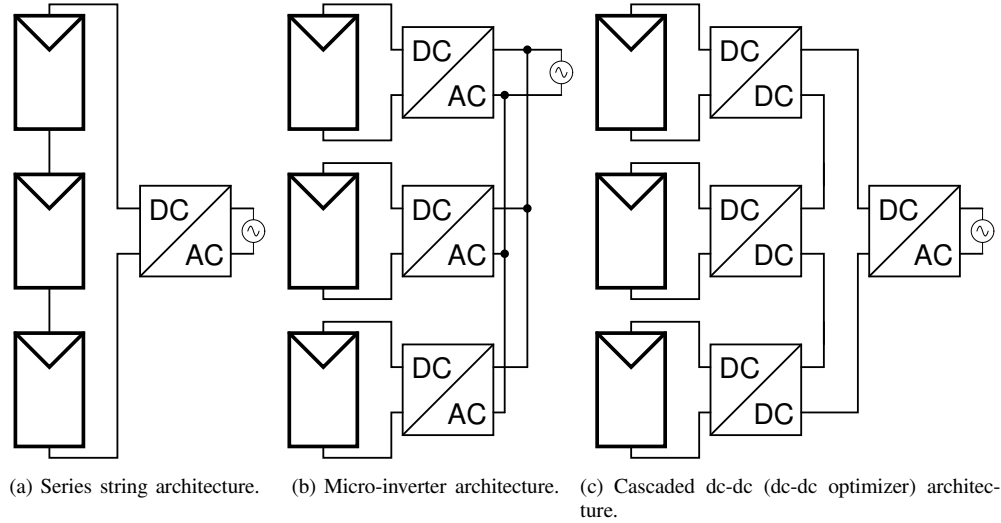 DC
AC
DC
AC
DC
AC
DC
AC
DC
DC
DC
DC
DC
DC
DC
AC
(a) Series string architecture.
(b) Micro-inverter architecture.
(c) Cascaded dc-dc (dc-dc optimizer) architec-
ture.